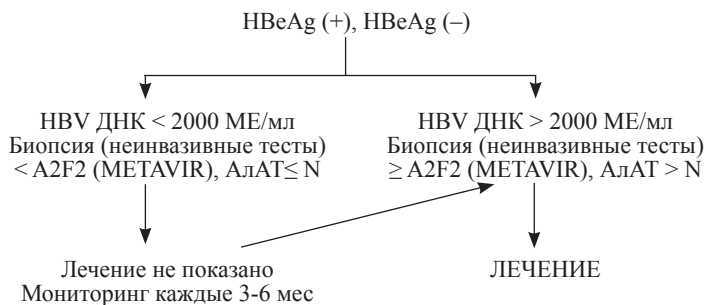 HBeAg (+), HBeAg (–)
HBV ДНК < 2000 МЕ/мл
Биопсия (неинвазивные тесты)
< A2F2 (METAVIR), АлАТ≤ N
HBV ДНК > 2000 МЕ/мл
Биопсия (неинвазивные тесты)
≥ A2F2 (METAVIR), АлАТ > N
Лечение не показано
Мониторинг каждые 3-6 мес
ЛЕЧЕНИЕ